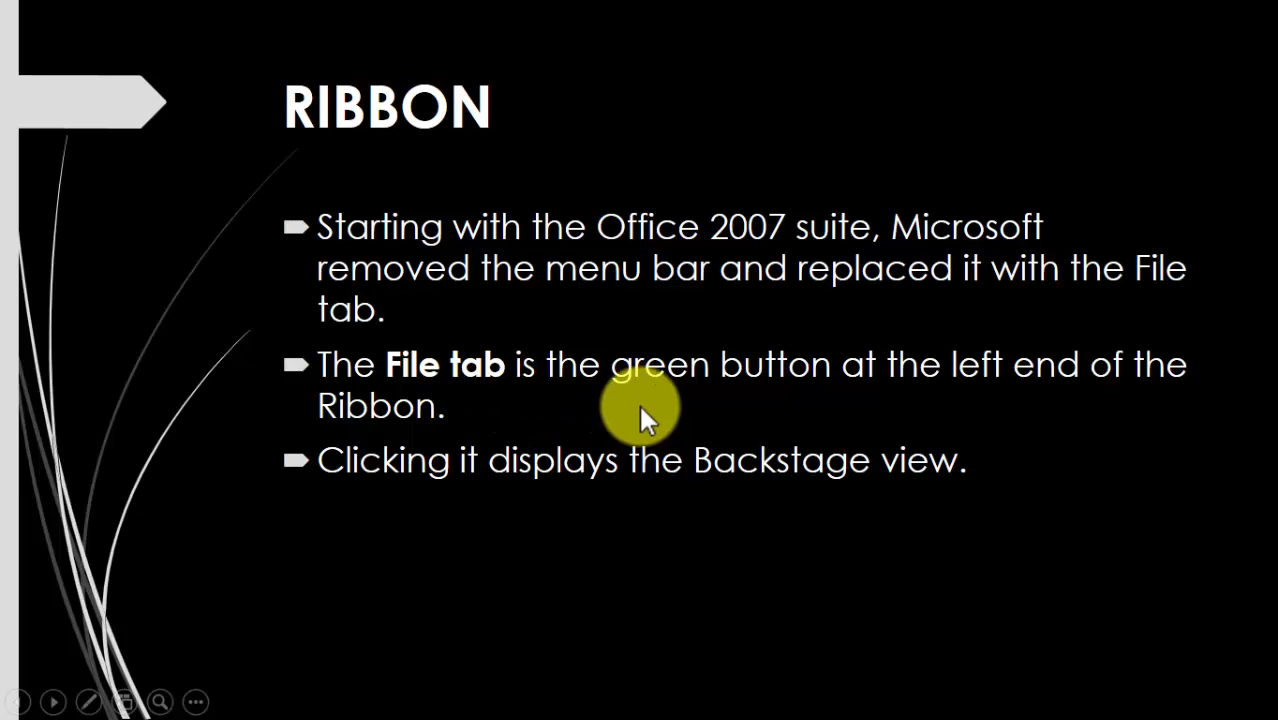 RIBBON
Starting with the Office 2007 suite, Microsoft
removed the menu bar and replaced it with the File
tab.
The File tab is the green button at the left end of the
Ribbon.
Clicking it displays the Backstage view.